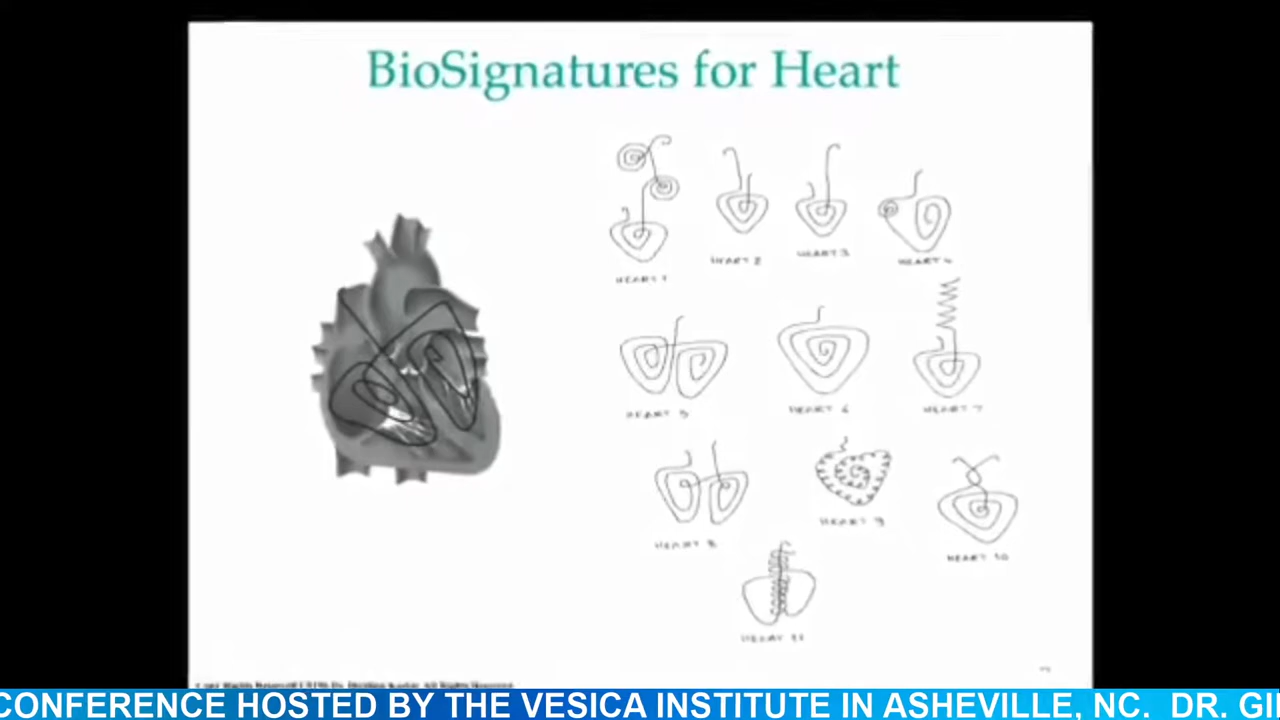 BioSignatures for Heart
HEART 1
HEART 2
HEART 3
HEART 4
HEART 5
HEART 6
HEART 7
HEART 8
HEART 9
HEART 10
HEART 11
CONFERENCE HOSTED BY THE VESICA INSTITUTE IN ASHEVILLE, NC. DR. GI